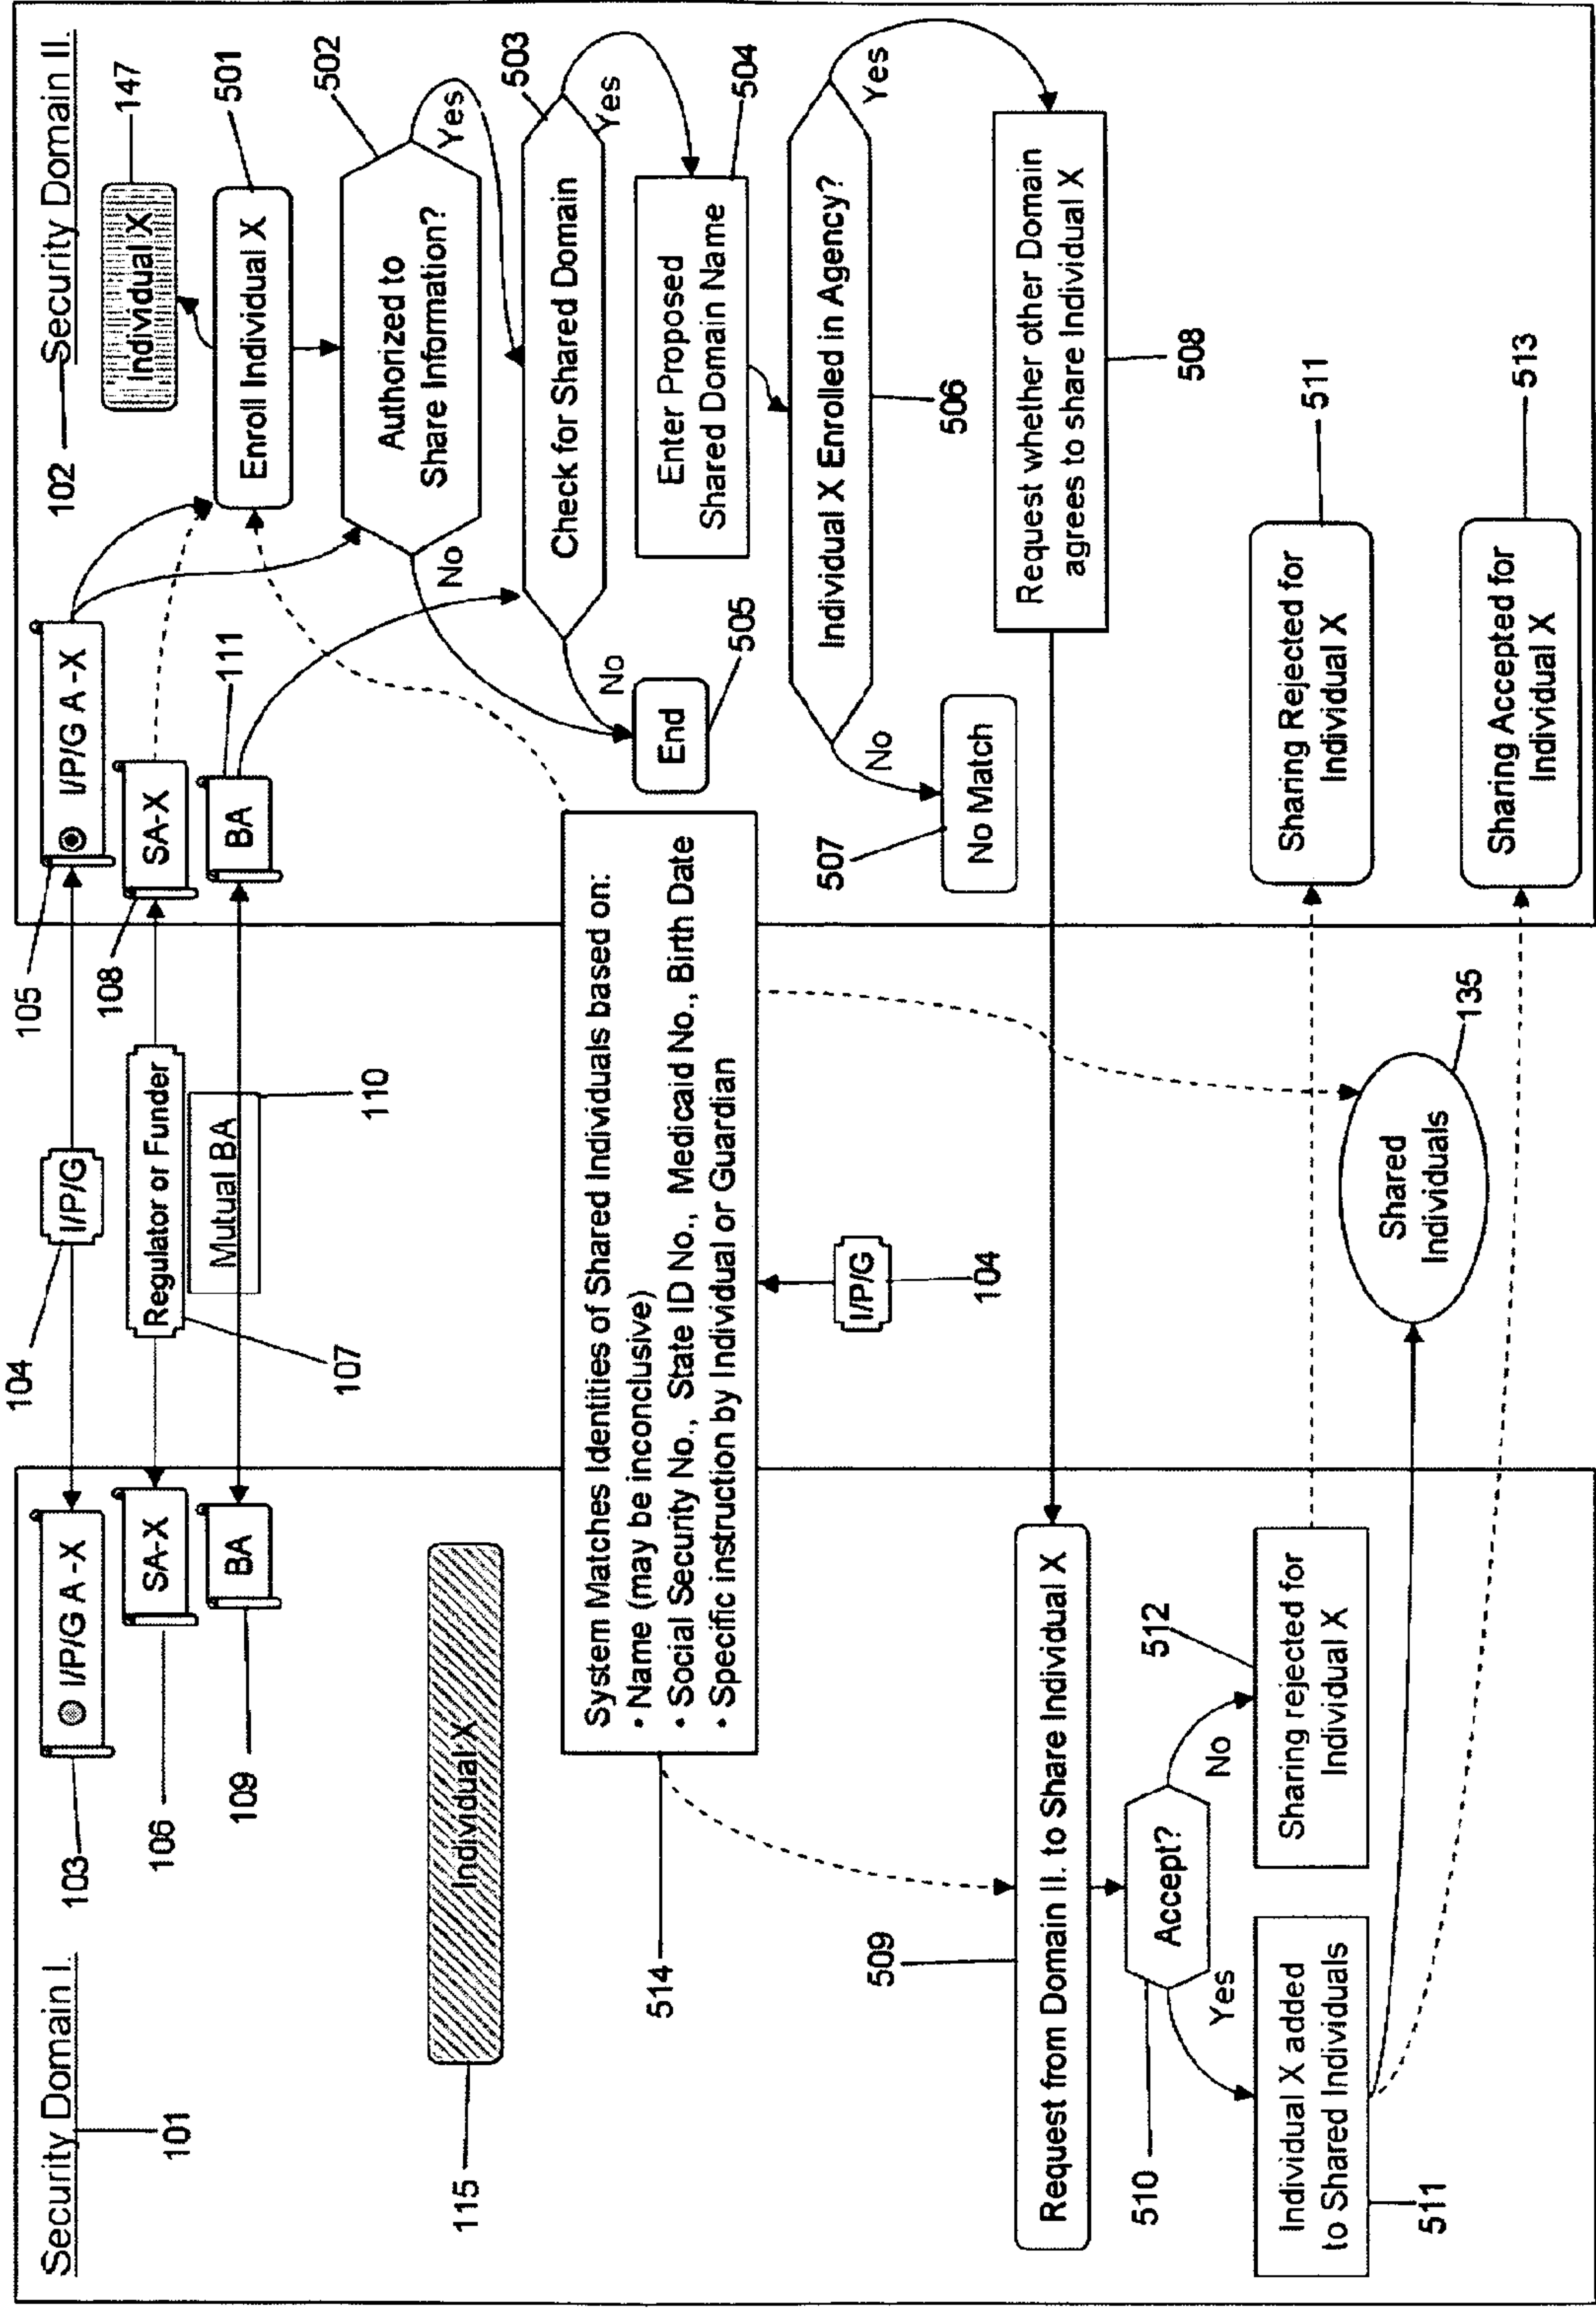 Security Domain I.
101
103
I/P/G A -X
106
SA-X
109
BA
115
Individual X
104
I/P/G
Regulator or Funder
107
Mutual BA
110
102
Security Domain II.
105
I/P/G A -X
108
SA-X
111
BA
147
Individual X
501
Enroll Individual X
502
Authorized to
Share Information?
Yes
No
503
Check for Shared Domain
Yes
No
504
Enter Proposed
Shared Domain Name
505
End
506
Individual X Enrolled in Agency?
Yes
No
507
No Match
508
Request whether other Domain
agrees to share Individual X
514
System Matches Identities of Shared Individuals based on:
• Name (may be inconclusive)
• Social Security No., State ID No., Medicaid No., Birth Date
• Specific instruction by Individual or Guardian
I/P/G
104
509
Request from Domain II. to Share Individual X
510
Accept?
Yes
No
511
Individual X added
to Shared Individuals
512
Sharing rejected for
Individual X
Shared
Individuals
135
Sharing Rejected for
Individual X
511
Sharing Accepted for
Individual X
513